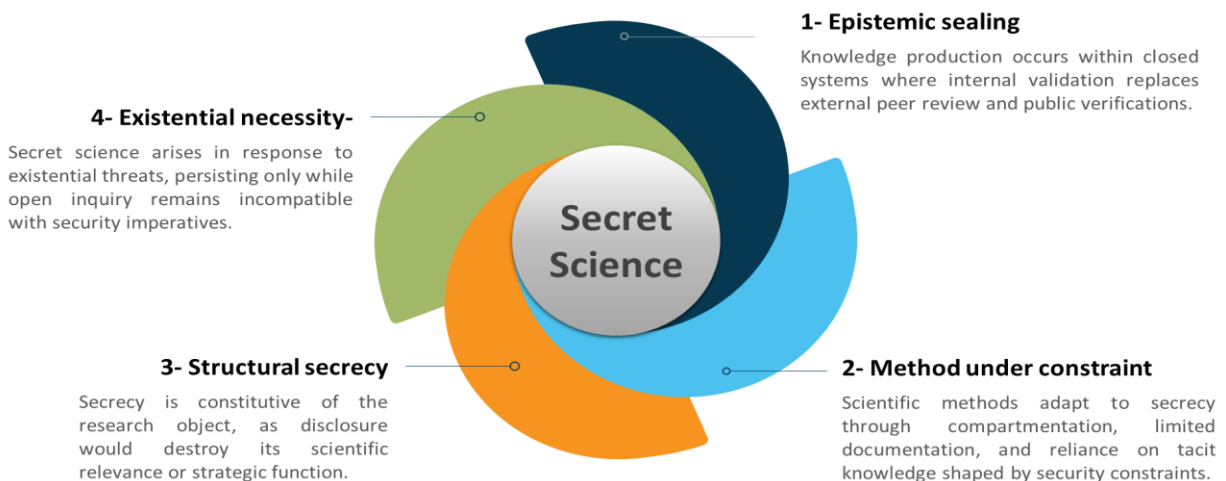 1- Epistemic sealing
Knowledge production occurs within closed
systems where internal validation replaces
external peer review and public verifications.
4- Existential necessity-
Secret science arises in response to
existential threats, persisting only while
open inquiry remains incompatible
with security imperatives.
Secret
Science
3- Structural secrecy
Secrecy is constitutive of the
research object, as disclosure
would destroy its scientific
relevance or strategic function.
2- Method under constraint
Scientific methods adapt to secrecy
through compartmentation, limited
documentation, and reliance on tacit
knowledge shaped by security constraints.